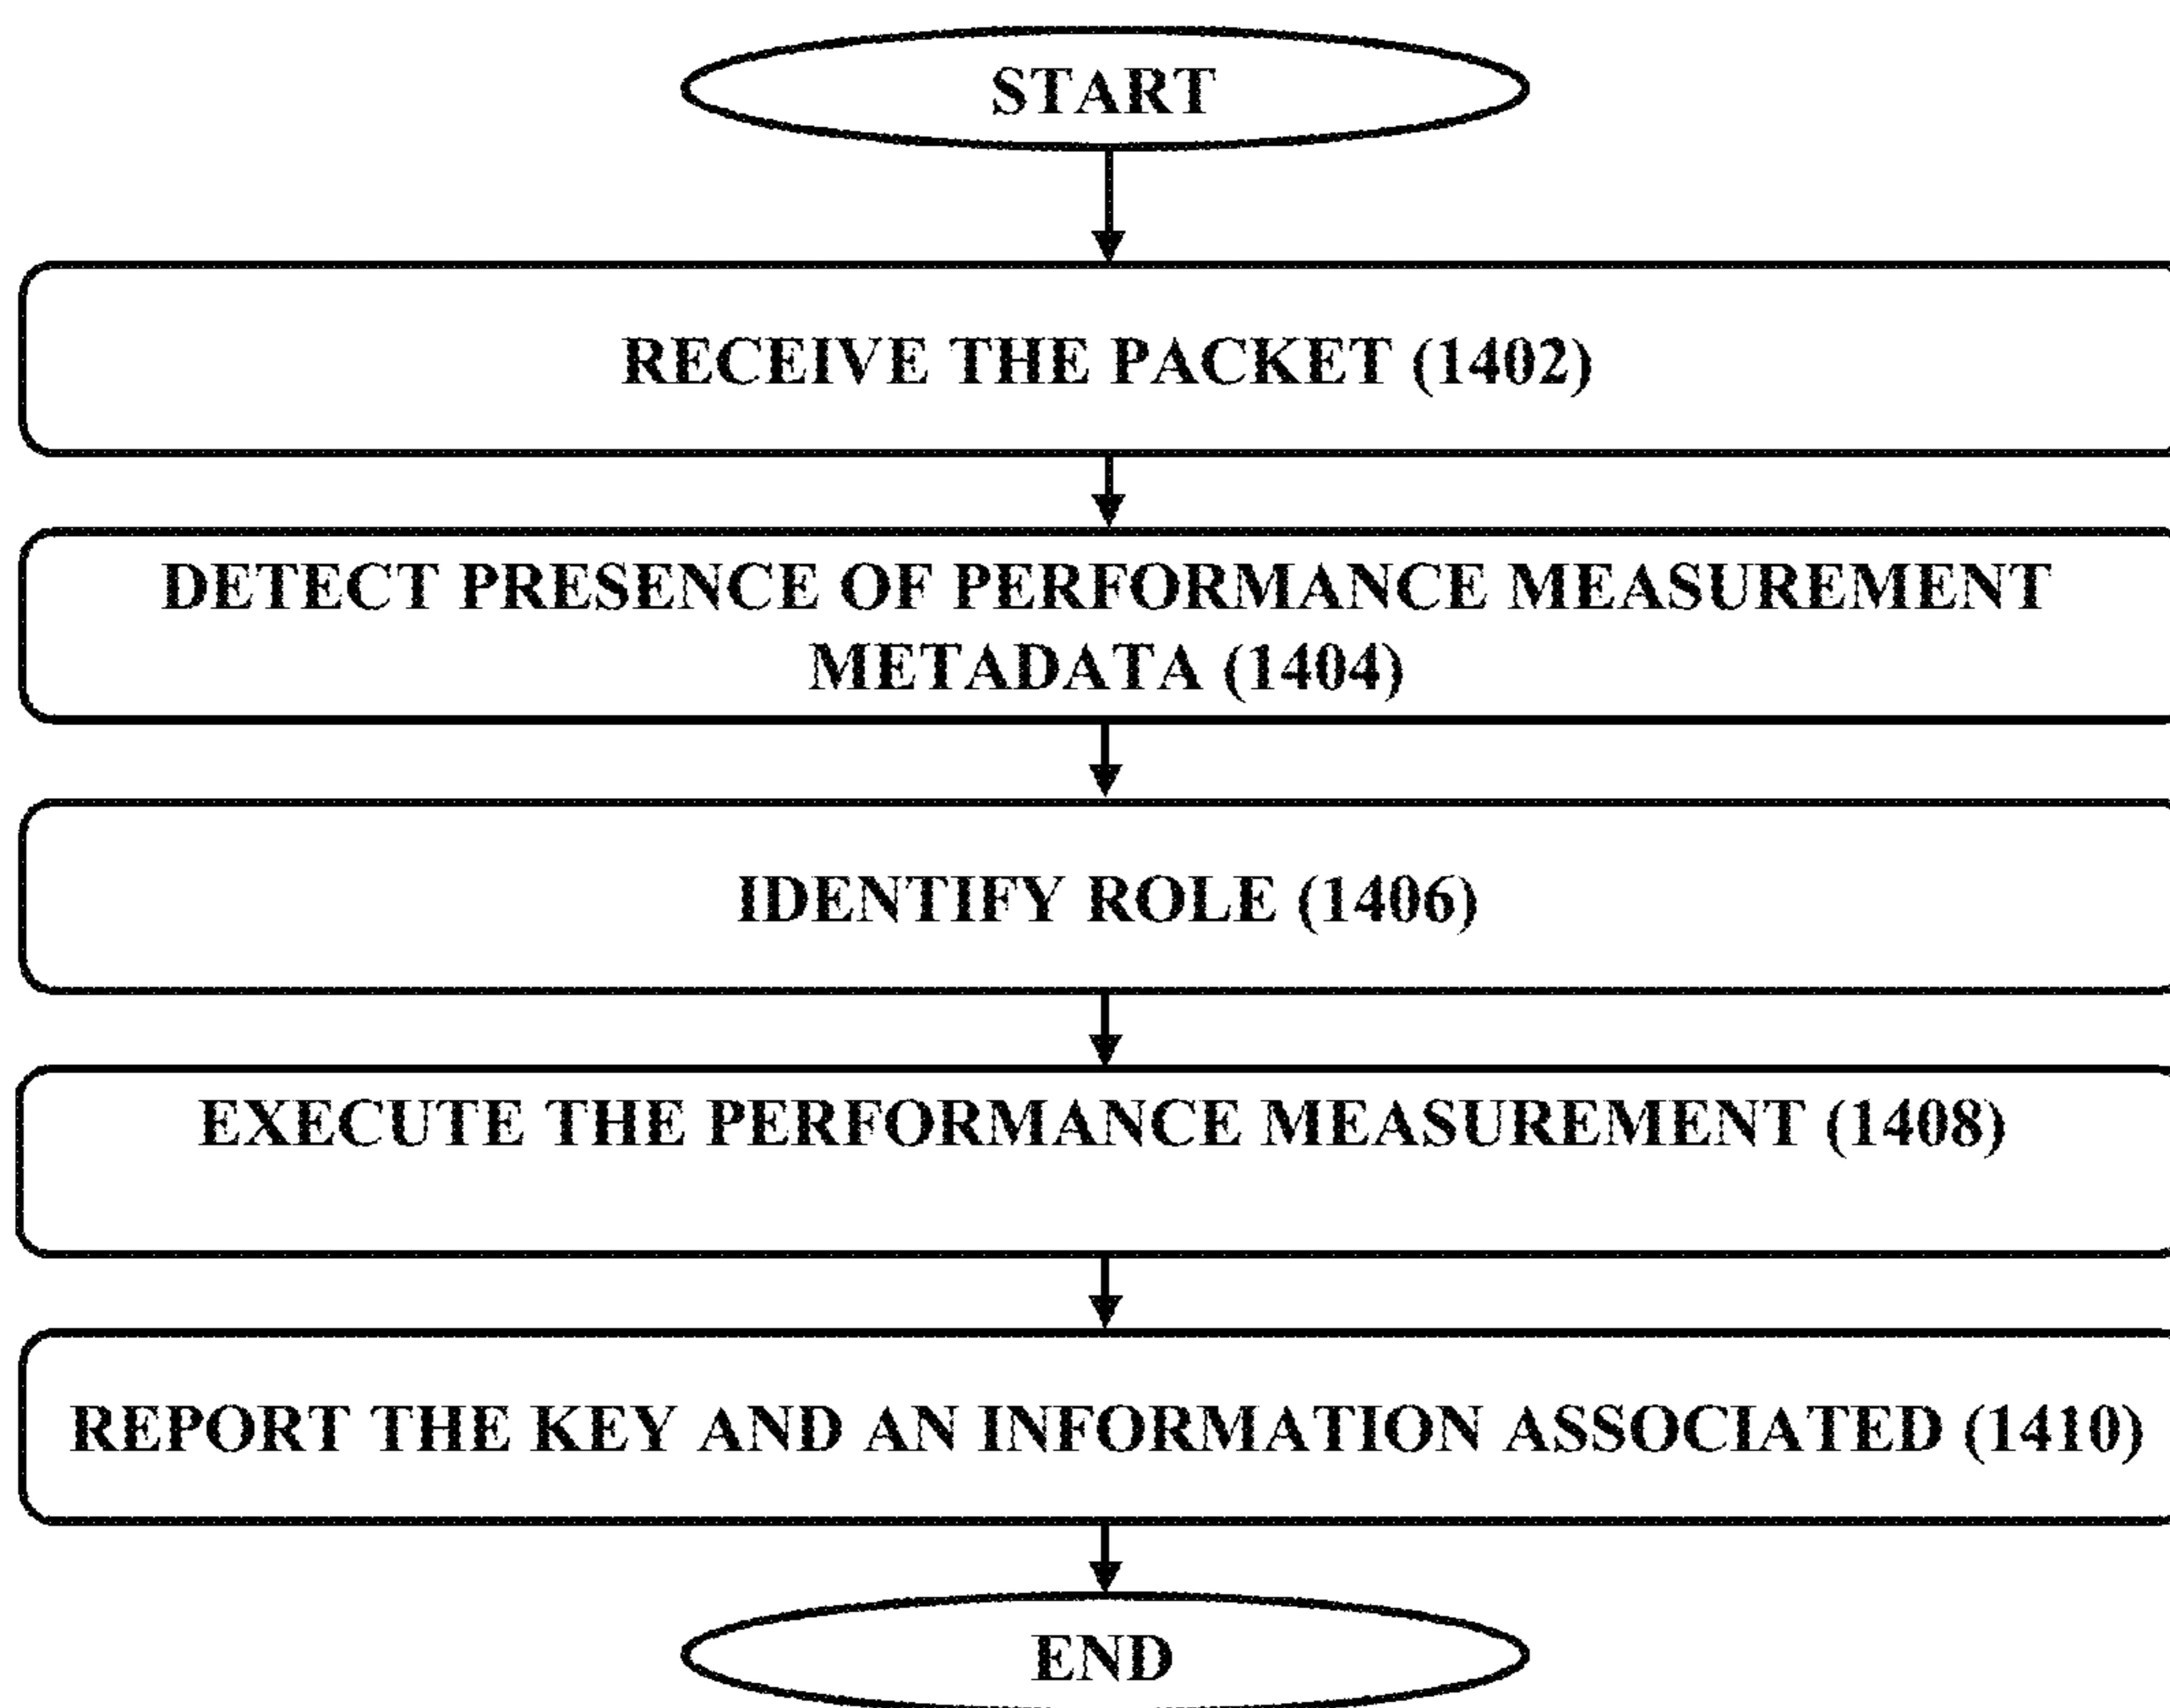 START
RECEIVE THE PACKET (1402)
DETECT PRESENCE OF PERFORMANCE MEASUREMENT
METADATA (1404)
IDENTIFY ROLE (1406)
EXECUTE THE PERFORMANCE MEASUREMENT (1408)
REPORT THE KEY AND AN INFORMATION ASSOCIATED (1410)
END